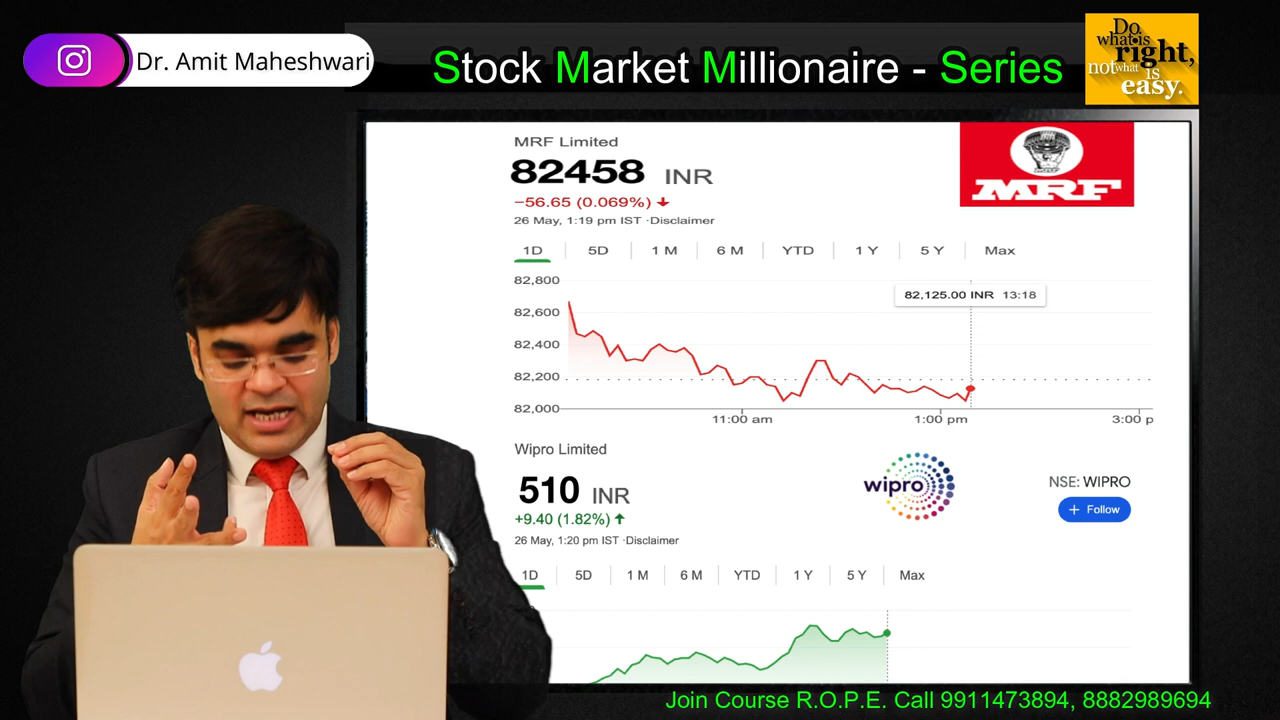 Dr. Amit Maheshwari
Stock Market Millionaire - Series
Do
what is
right,
not what is
easy.
MRF Limited
82458 INR
−56.65 (0.069%) ↓
26 May, 1:19 pm IST ·Disclaimer
MRF
1D 5D 1 M 6 M YTD 1 Y 5 Y Max
82,800
82,125.00 INR 13:18
82,600
82,400
82,200
82,000
11:00 am 1:00 pm 3:00 p
Wipro Limited
510 INR
+9.40 (1.82%) ↑
26 May, 1:20 pm IST ·Disclaimer
wipro
NSE: WIPRO
+ Follow
1D 5D 1 M 6 M YTD 1 Y 5 Y Max
Join Course R.O.P.E. Call 9911473894, 8882989694